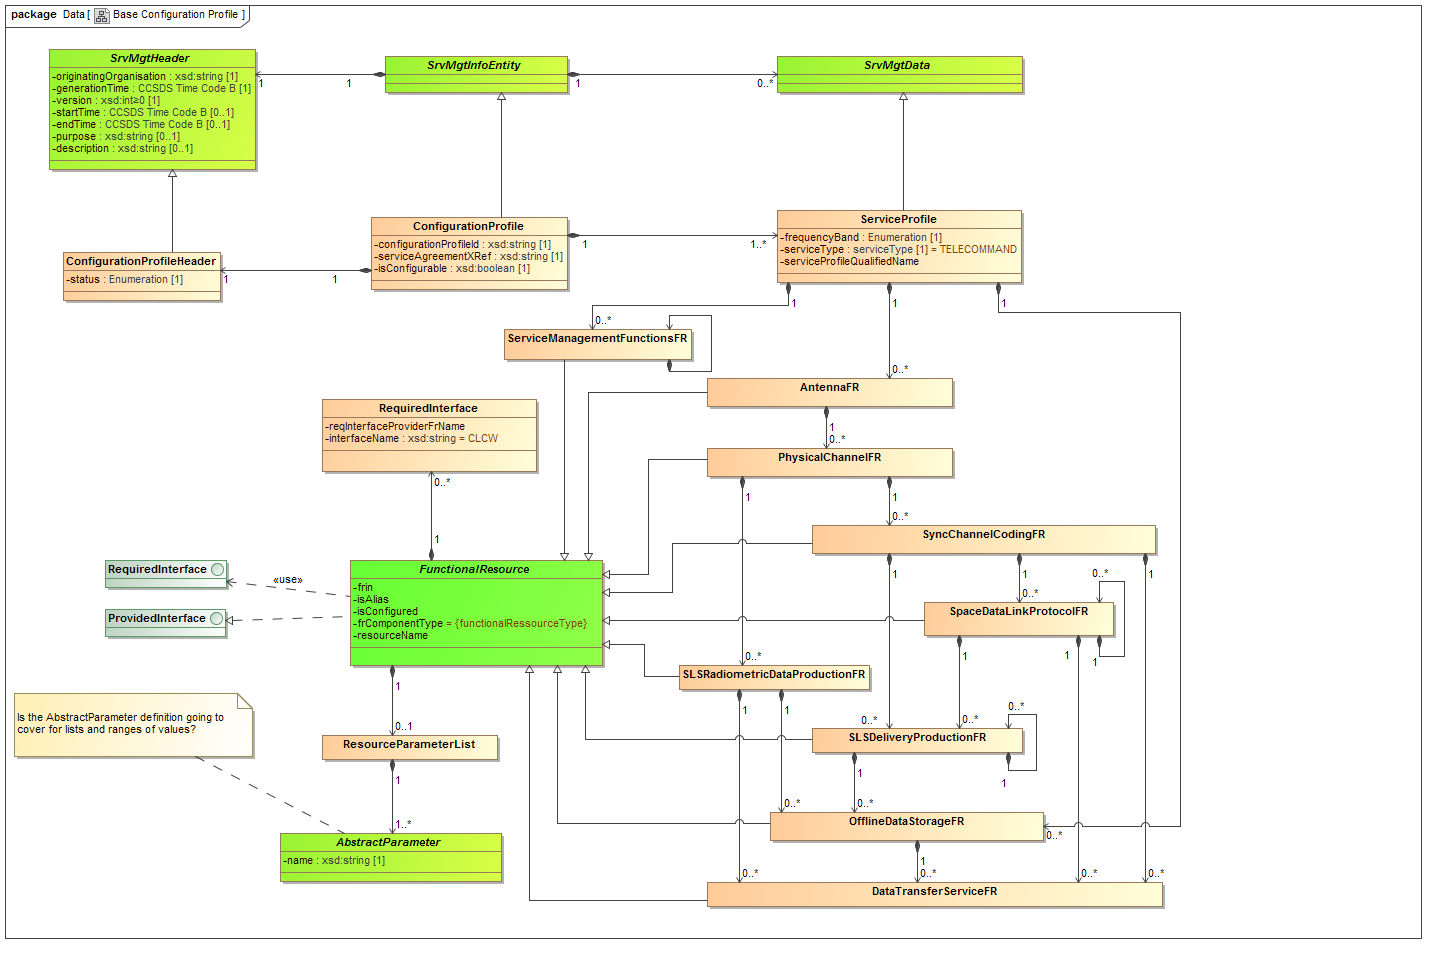 package Data [ Base Configuration Profile ]
SrvMgtHeader
-originatingOrganisation : xsd:string [1]
-generationTime : CCSDS Time Code B [1]
-version : xsd:int≥0 [1]
-startTime : CCSDS Time Code B [0..1]
-endTime : CCSDS Time Code B [0..1]
-purpose : xsd:string [0..1]
-description : xsd:string [0..1]
1
1
SrvMgtInfoEntity
1
0..*
SrvMgtData
ConfigurationProfileHeader
-status : Enumeration [1]
1
1
ConfigurationProfile
-configurationProfileId : xsd:string [1]
-serviceAgreementXRef : xsd:string [1]
-isConfigurable : xsd:boolean [1]
1
1..*
ServiceProfile
-frequencyBand : Enumeration [1]
-serviceType : serviceType [1] = TELECOMMAND
-serviceProfileQualifiedName
1
1
1
0..*
ServiceManagementFunctionsFR
0..*
AntennaFR
1
0..*
RequiredInterface
-reqInterfaceProviderFrName
-interfaceName : xsd:string = CLCW
0..*
1
PhysicalChannelFR
1
1
0..*
SyncChannelCodingFR
1
1
1
0..*
0..*
SpaceDataLinkProtocolFR
1
1
1
RequiredInterface
«use»
ProvidedInterface
FunctionalResource
-frin
-isAlias
-isConfigured
-frComponentType = {functionalRessourceType}
-resourceName
1
0..1
0..*
SLSRadiometricDataProductionFR
1
1
0..*
0..*
0..*
SLSDeliveryProductionFR
1
1
Is the AbstractParameter definition going to
cover for lists and ranges of values?
ResourceParameterList
1
1..*
AbstractParameter
-name : xsd:string [1]
0..*
0..*
OfflineDataStorageFR
0..*
1
0..*
0..*
0..*
0..*
DataTransferServiceFR